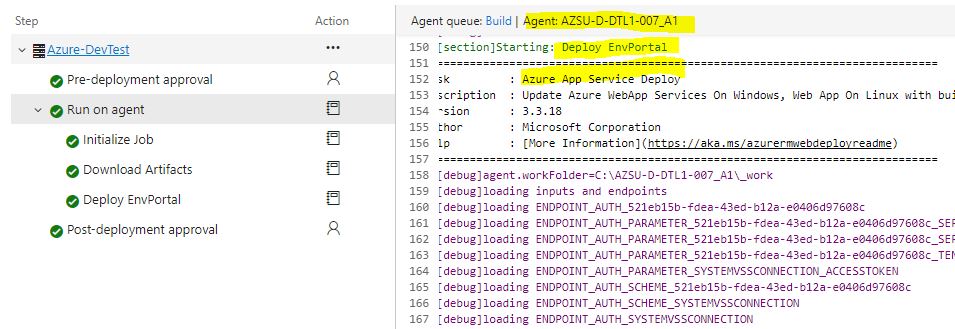 Step Action
Azure-DevTest ...
Pre-deployment approval
Run on agent
Initialize Job
Download Artifacts
Deploy EnvPortal
Post-deployment approval
Agent queue: Build | Agent: AZSU-D-DTL1-007_A1
150 [section]Starting: Deploy EnvPortal
151 ==============================================================================
152 sk : Azure App Service Deploy
153 scription : Update Azure WebApp Services On Windows, Web App On Linux with bui
154 rsion : 3.3.18
155 thor : Microsoft Corporation
156 lp : [More Information](https://aka.ms/azurermwebdeployreadme)
157 ==============================================================================
158 [debug]agent.workFolder=C:\AZSU-D-DTL1-007_A1\_work
159 [debug]loading inputs and endpoints
160 [debug]loading ENDPOINT_AUTH_521eb15b-fdea-43ed-b12a-e0406d97608c
161 [debug]loading ENDPOINT_AUTH_PARAMETER_521eb15b-fdea-43ed-b12a-e0406d97608c_SER
162 [debug]loading ENDPOINT_AUTH_PARAMETER_521eb15b-fdea-43ed-b12a-e0406d97608c_SER
163 [debug]loading ENDPOINT_AUTH_PARAMETER_521eb15b-fdea-43ed-b12a-e0406d97608c_TEN
164 [debug]loading ENDPOINT_AUTH_PARAMETER_SYSTEMVSSCONNECTION_ACCESSTOKEN
165 [debug]loading ENDPOINT_AUTH_SCHEME_521eb15b-fdea-43ed-b12a-e0406d97608c
166 [debug]loading ENDPOINT_AUTH_SCHEME_SYSTEMVSSCONNECTION
167 [debug]loading ENDPOINT_AUTH_SYSTEMVSSCONNECTION